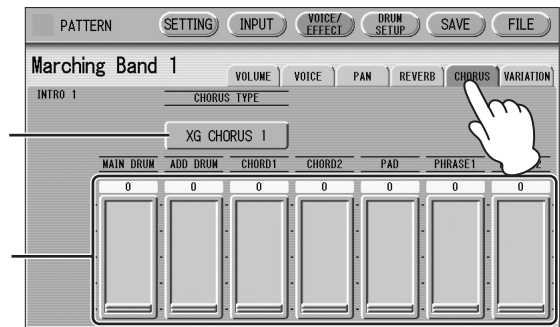 PATTERN SETTING INPUT VOICE/ EFFECT DRUM SETUP SAVE FILE
Marching Band 1
VOLUME VOICE PAN REVERB CHORUS VARIATION
INTRO 1 CHORUS TYPE
XG CHORUS 1
MAIN DRUM ADD DRUM CHORD1 CHORD2 PAD PHRASE1
0 0 0 0 0 0 0